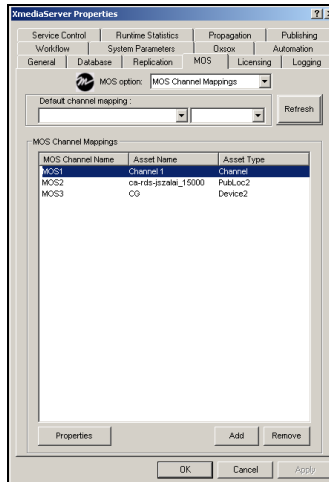 XmediaServer Properties
Service Control Runtime Statistics Propagation Publishing
Workflow System Parameters Oxsox Automation
General Database Replication MOS Licensing Logging
MOS option: MOS Channel Mappings
Default channel mapping :
Refresh
MOS Channel Mappings
MOS Channel Name Asset Name Asset Type
MOS1 Channel 1 Channel
MOS2 ca-rds-jszalai_15000 PubLoc2
MOS3 CG Device2
Properties Add Remove
OK Cancel Apply